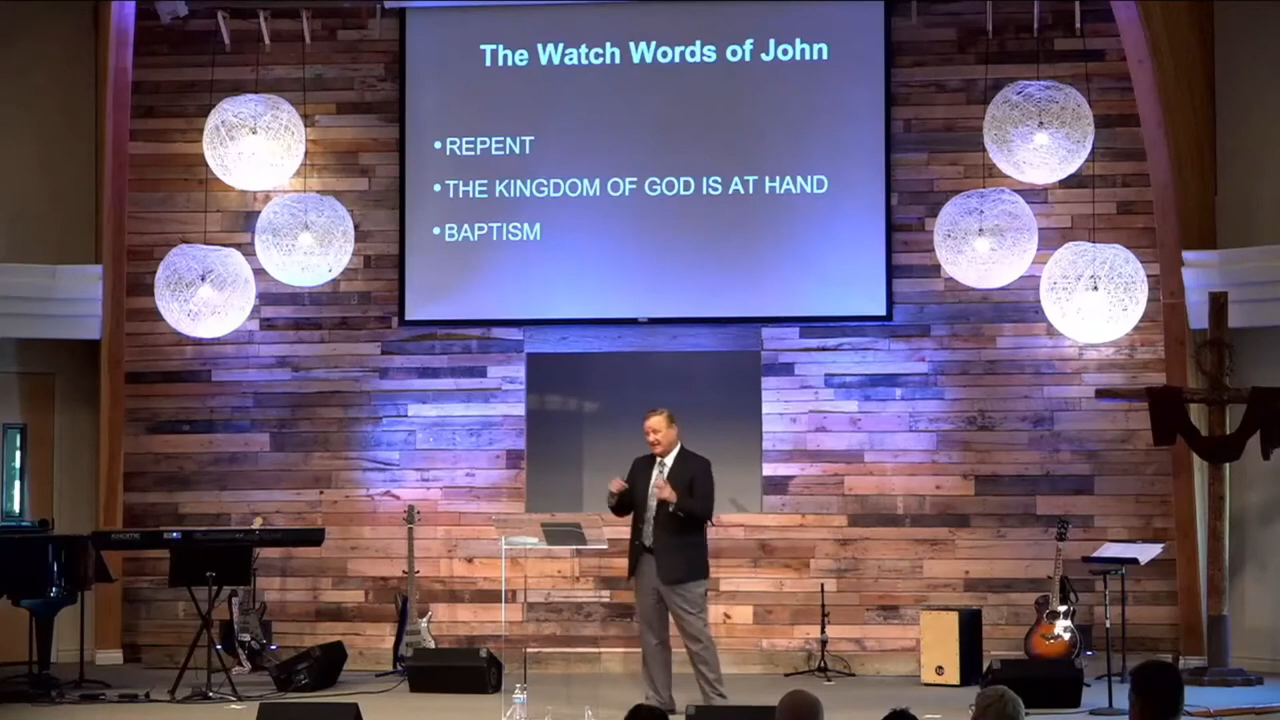 The Watch Words of John
•REPENT
•THE KINGDOM OF GOD IS AT HAND
•BAPTISM